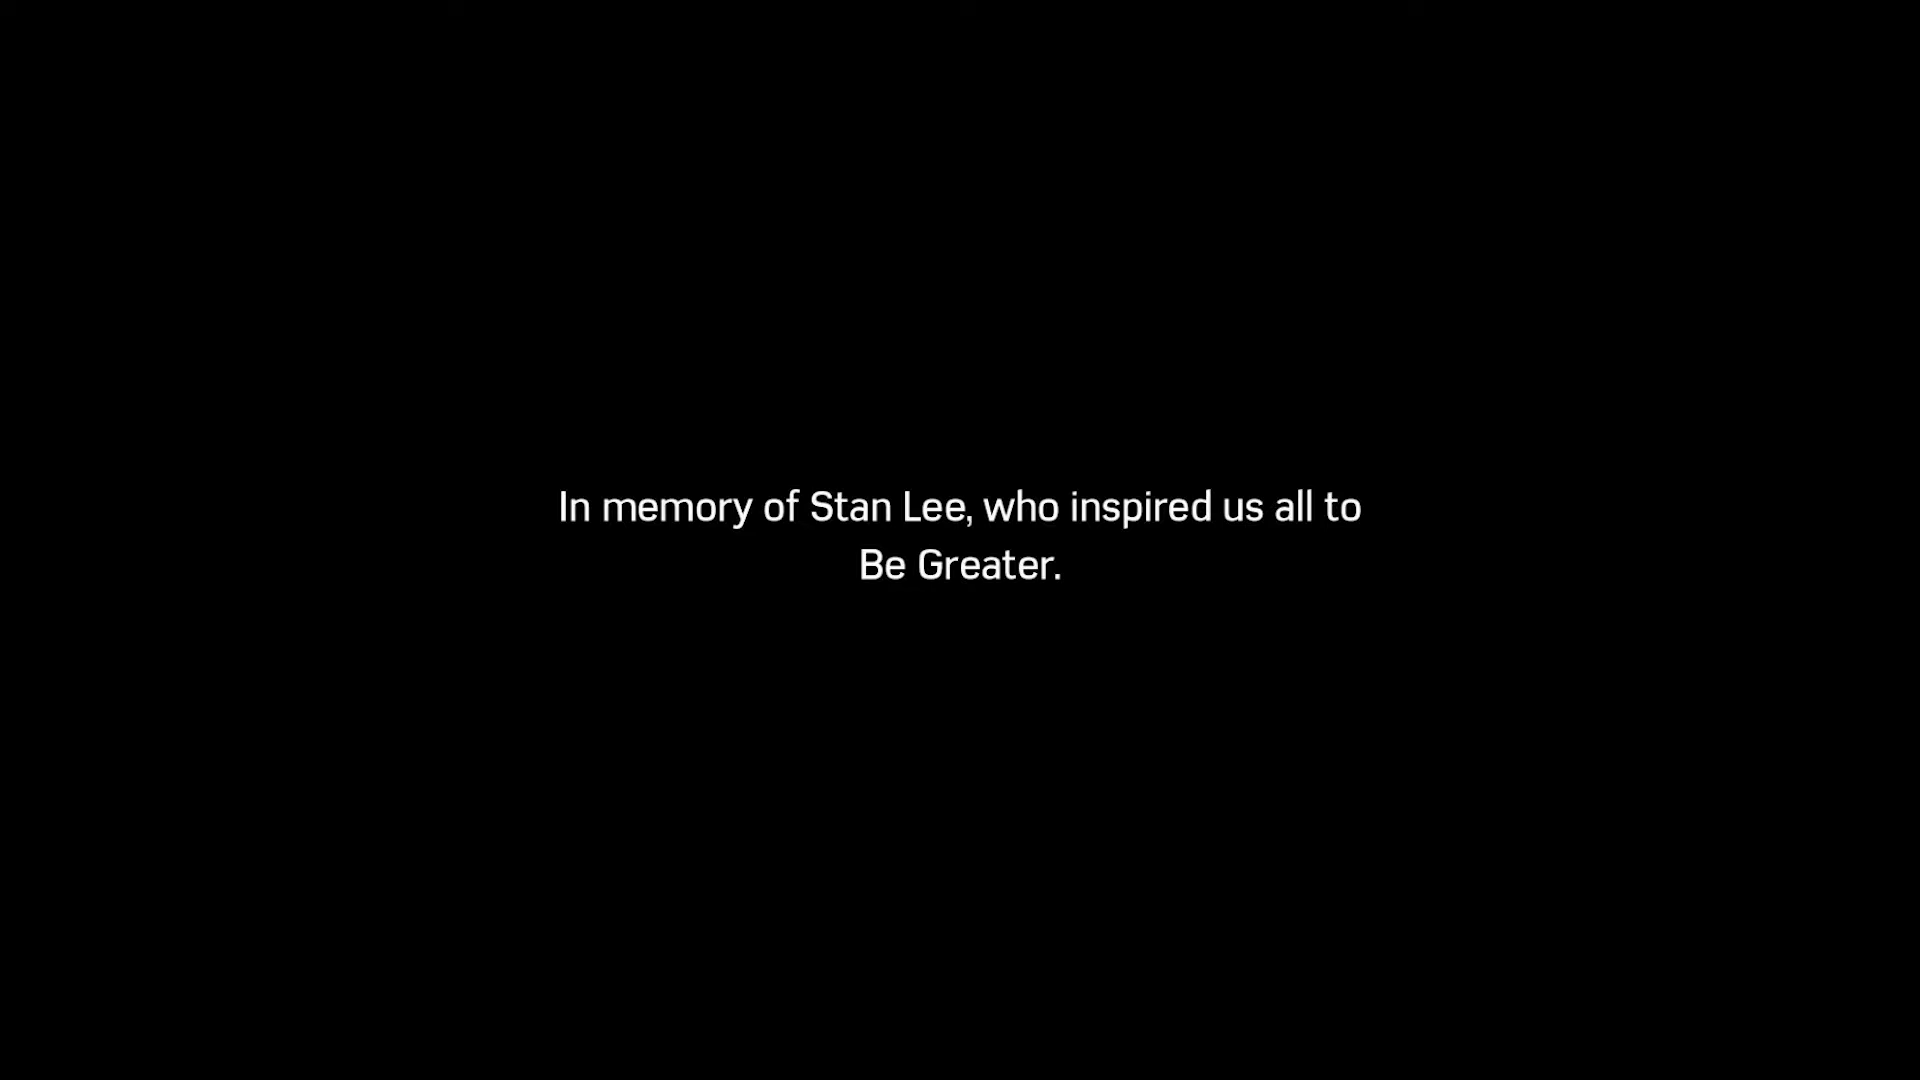 In memory of Stan Lee, who inspired us all to
Be Greater.